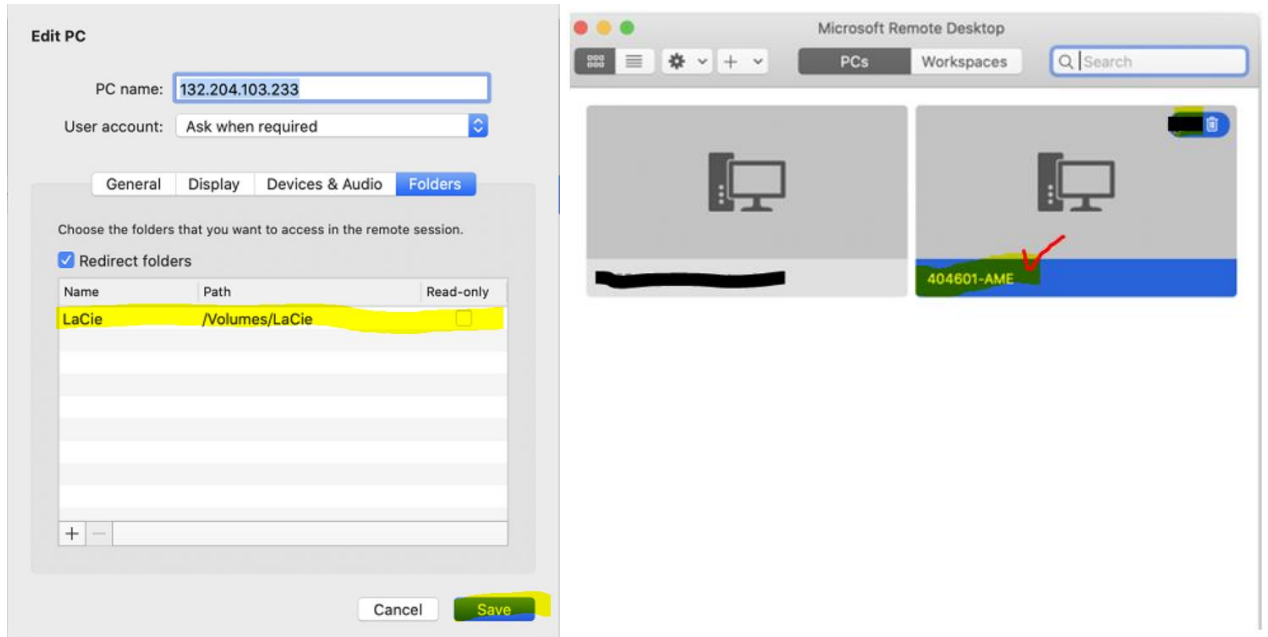 Edit PC
PC name: 132.204.103.233
User account: Ask when required
General Display Devices & Audio Folders
Choose the folders that you want to access in the remote session.
Redirect folders
Name Path Read-only
LaCie /Volumes/LaCie
+ −
Cancel Save
Microsoft Remote Desktop
PCs Workspaces Search
404601-AME